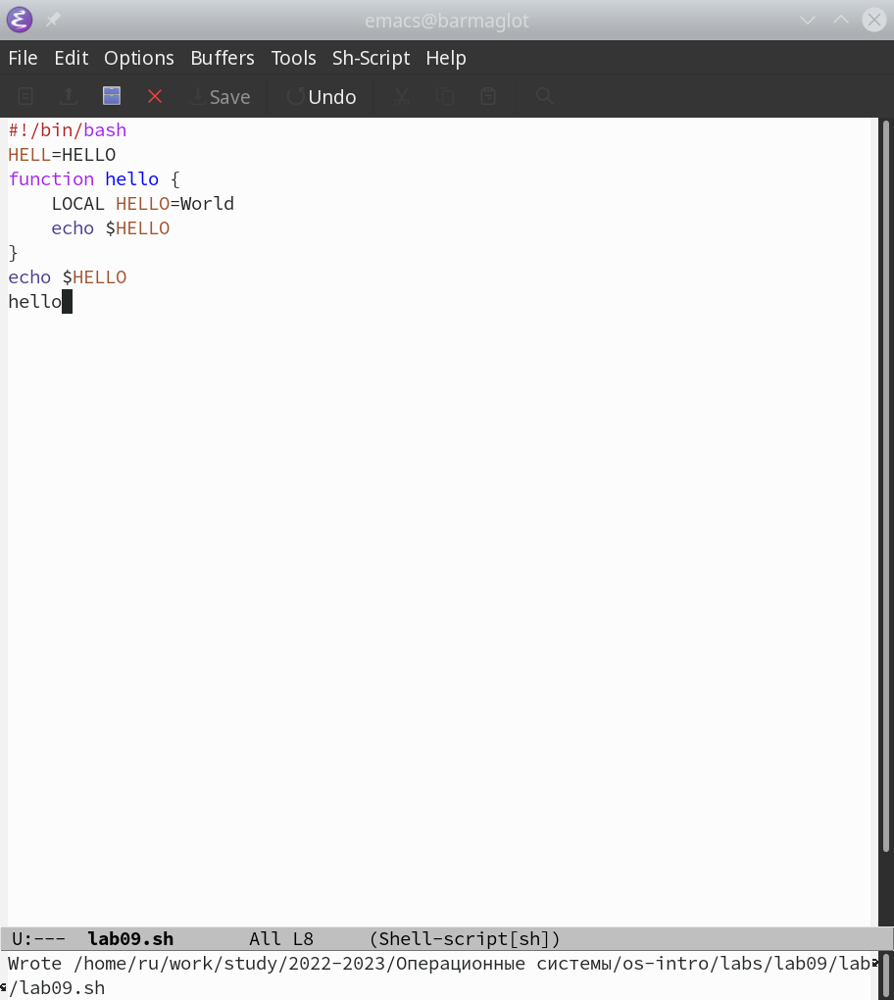 emacs@barmaglot
File Edit Options Buffers Tools Sh-Script Help
Save Undo
#!/bin/bash
HELL=HELLO
function hello {
    LOCAL HELLO=World
    echo $HELLO
}
echo $HELLO
hello
U:--- lab09.sh All L8 (Shell-script[sh])
Wrote /home/ru/work/study/2022-2023/Операционные системы/os-intro/labs/lab09/lab
/lab09.sh